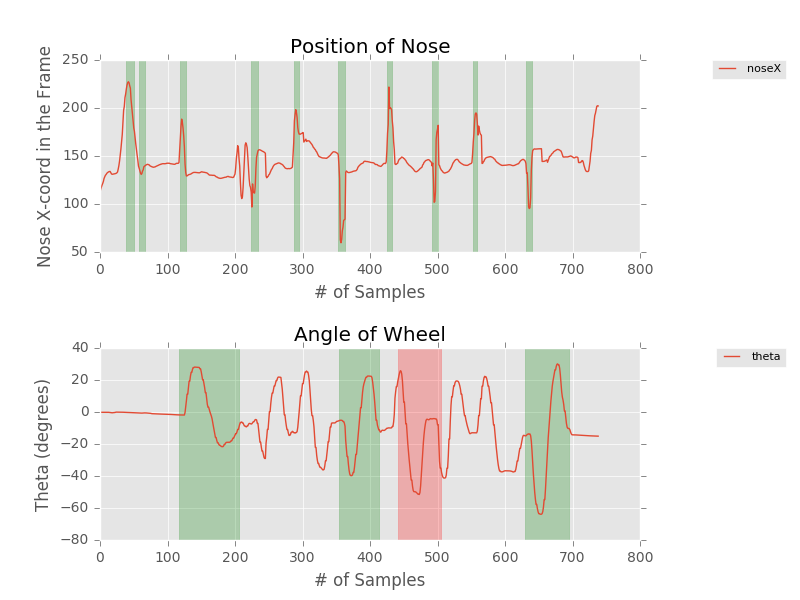 Position of Nose
Nose X-coord in the Frame
250
200
150
100
50
0 100 200 300 400 500 600 700 800
# of Samples
noseX
Angle of Wheel
Theta (degrees)
40
20
0
−20
−40
−60
−80
0 100 200 300 400 500 600 700 800
# of Samples
theta